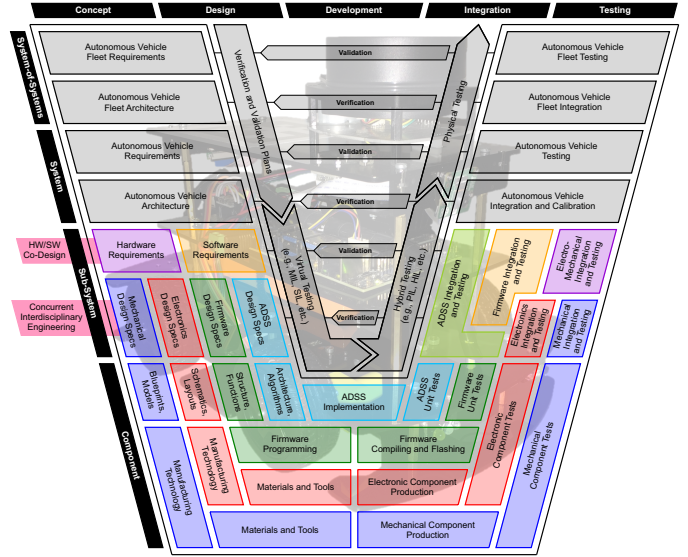 Concept
Design
Development
Integration
Testing
System-of-Systems
System
Sub-System
Component
Autonomous Vehicle
Fleet Requirements
Autonomous Vehicle
Fleet Architecture
Autonomous Vehicle
Requirements
Autonomous Vehicle
Architecture
Verification and Validation Plans
Validation
Verification
Validation
Verification
Validation
Verification
Physical Testing
Autonomous Vehicle
Fleet Testing
Autonomous Vehicle
Fleet Integration
Autonomous Vehicle
Testing
Autonomous Vehicle
Integration and Calibration
HW/SW
Co-Design
Hardware
Requirements
Software
Requirements
Virtual Testing
(e.g., MIL, SIL, etc.)
Hybrid Testing
(e.g., PIL, HIL, etc.)
ADSS Integration
and Testing
Firmware Integration
and Testing
Electro-
Mechanical
Integration
and Testing
Concurrent
Interdisciplinary
Engineering
Mechanical
Design Specs
Electronics
Design Specs
Firmware
Design Specs
ADSS
Design Specs
Electronics
Integration
and Testing
Mechanical
Integration
and Testing
Blueprints,
Models
Schematics,
Layouts
Structure,
Functions
Architecture,
Algorithms
ADSS
Implementation
ADSS
Unit Tests
Firmware
Unit Tests
Electronic
Component Tests
Mechanical
Component Tests
Manufacturing
Technology
Manufacturing
Technology
Firmware
Programming
Firmware
Compiling and Flashing
Materials and Tools
Electronic Component
Production
Materials and Tools
Mechanical Component
Production